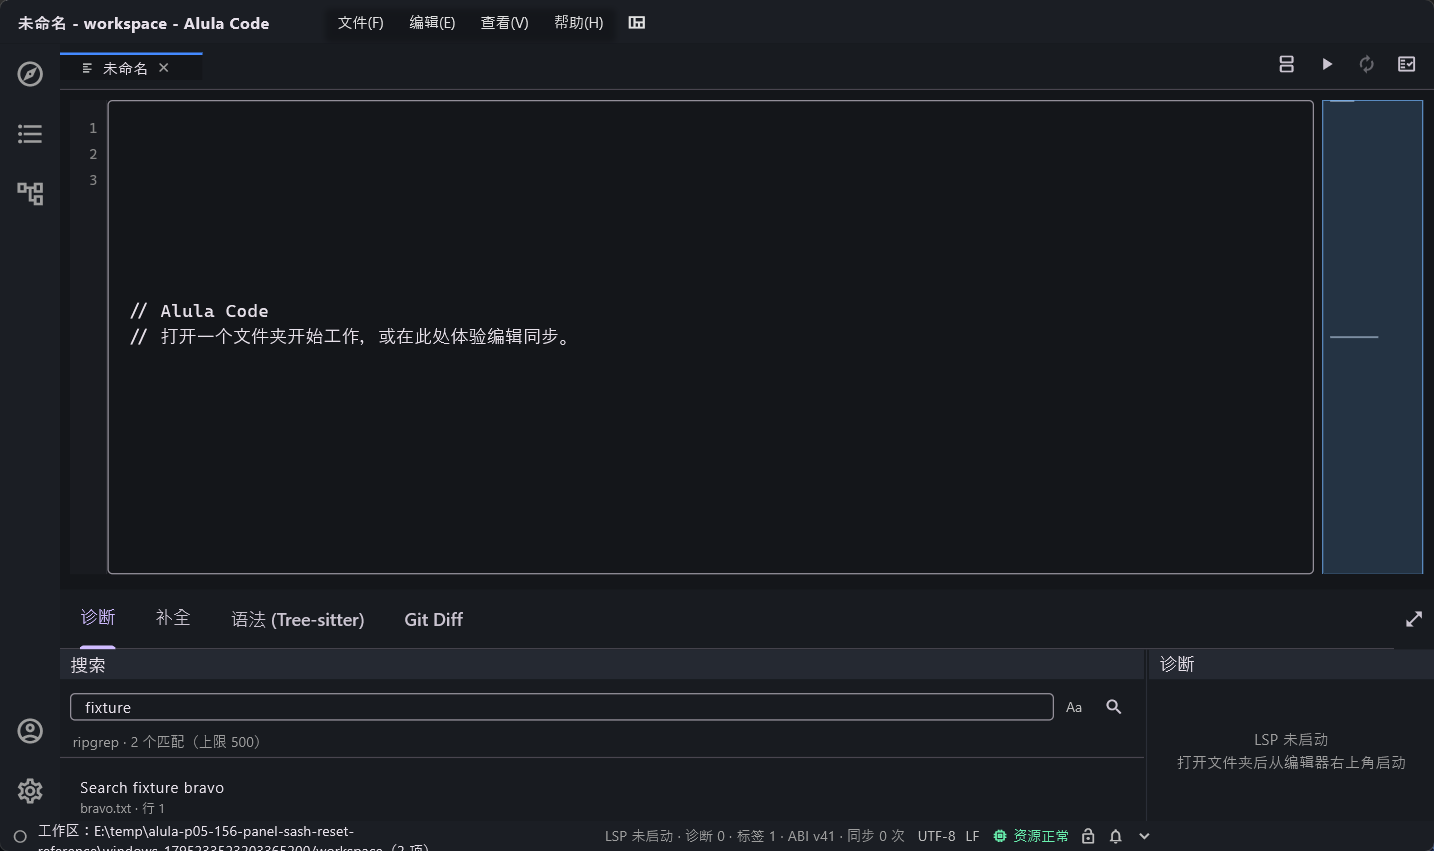 未命名 - workspace - Alula Code
文件(F) 编辑(E) 查看(V) 帮助(H)
未命名
1
2
3
// Alula Code
// 打开一个文件夹开始工作，或在此处体验编辑同步。
诊断 补全 语法 (Tree-sitter) Git Diff
搜索
fixture
Aa
ripgrep · 2 个匹配（上限 500）
Search fixture bravo
bravo.txt · 行 1
诊断
LSP 未启动
打开文件夹后从编辑器右上角启动
工作区：E:\temp\alula-p05-156-panel-sash-reset-
LSP 未启动 · 诊断 0 · 标签 1 · ABI v41 · 同步 0 次 UTF-8 LF 资源正常